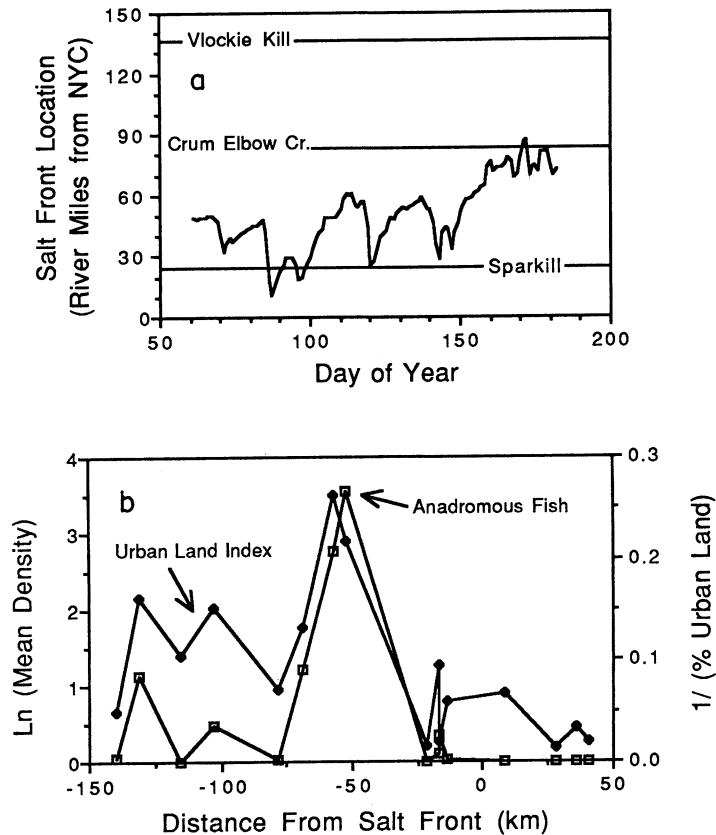 150
Vlockie Kill
120
a
90
Crum Elbow Cr.
60
30
Sparkill
0
50
100
150
200
Salt Front Location
(River Miles from NYC)
Day of Year
4
0.3
b
Anadromous Fish
3
Urban Land Index
0.2
2
0.1
1
0
0.0
-150
-100
-50
0
50
Ln (Mean Density)
1/ (% Urban Land)
Distance From Salt Front (km)